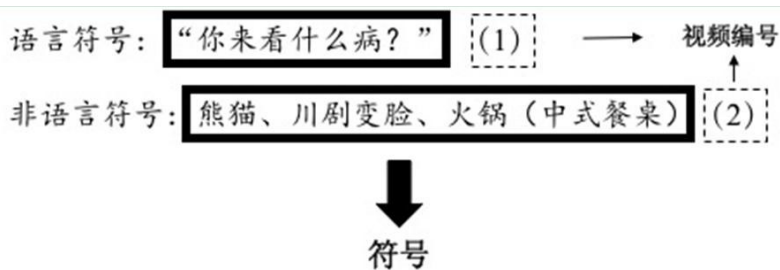 语言符号：“你来看什么病？”(1) 视频编号
非语言符号：熊猫、川剧变脸、火锅（中式餐桌）(2)
符号